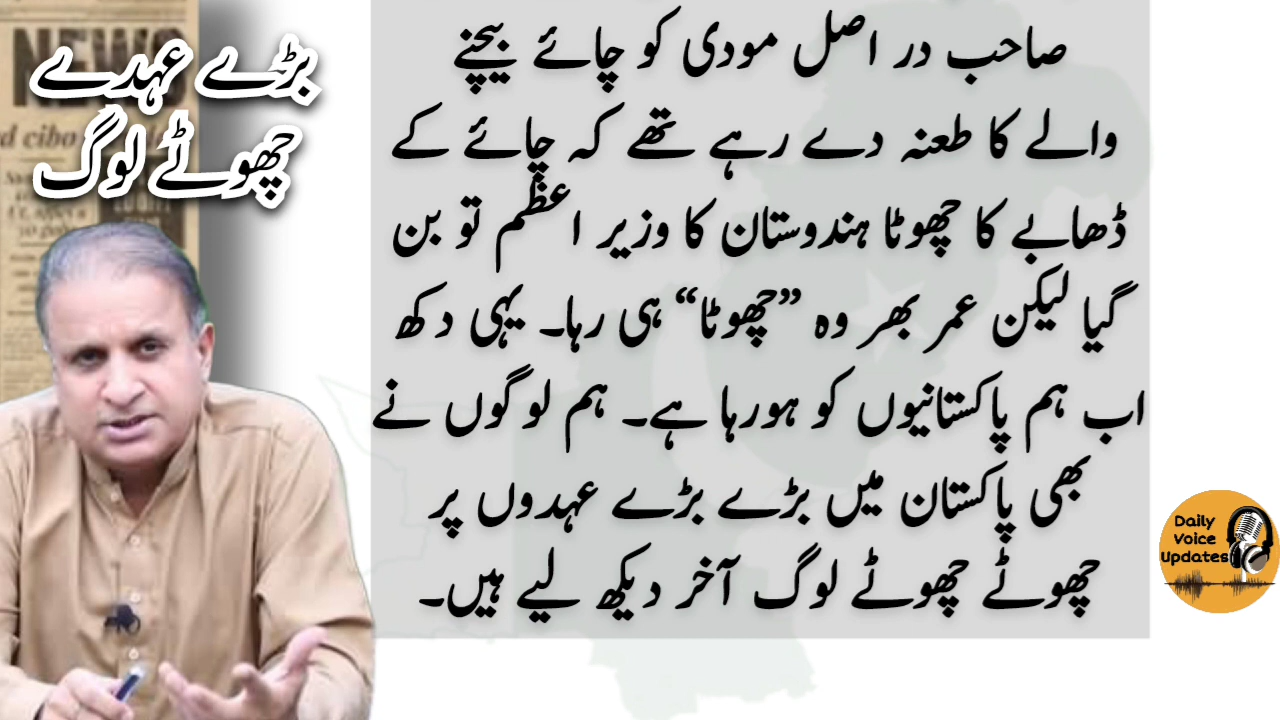 بڑے عہدے
چھوٹے لوگ
صاحب در اصل مودی کو چائے بیچنے
والے کا طعنہ دے رہے تھے کہ چائے کے
ڈھابے کا چھوٹا ہندوستان کا وزیر اعظم تو بن
گیا لیکن عمر بھر وہ ”چھوٹا“ ہی رہا۔ یہی دکھ
اب ہم پاکستانیوں کو ہورہا ہے۔ ہم لوگوں نے
بھی پاکستان میں بڑے بڑے عہدوں پر
چھوٹے چھوٹے لوگ آخر دیکھ لیے ہیں۔
NEWS
Daily
Voice
Updates